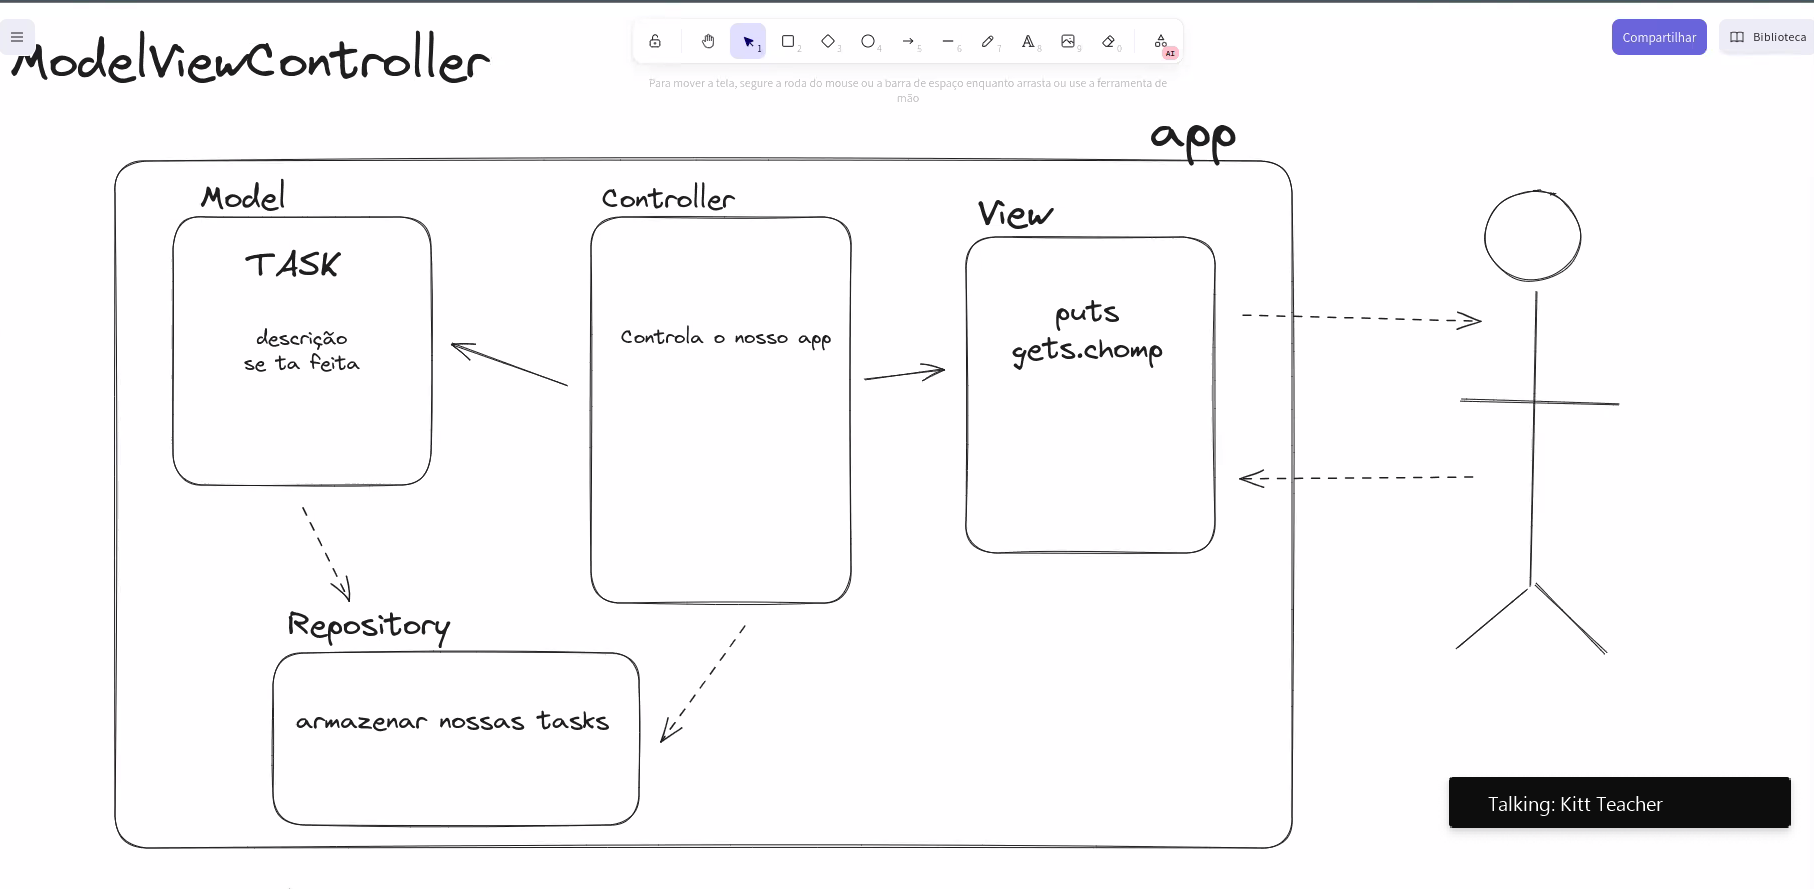 ModelViewController
1
2
3
4
5
6
7
8
9
0
AI
Compartilhar
Biblioteca
Para mover a tela, segure a roda do mouse ou a barra de espaço enquanto arrasta ou use a ferramenta de
mão
app
Model
Controller
View
TASK
descrição
se ta feita
Controla o nosso app
puts
gets.chomp
Repository
armazenar nossas tasks
Talking: Kitt Teacher